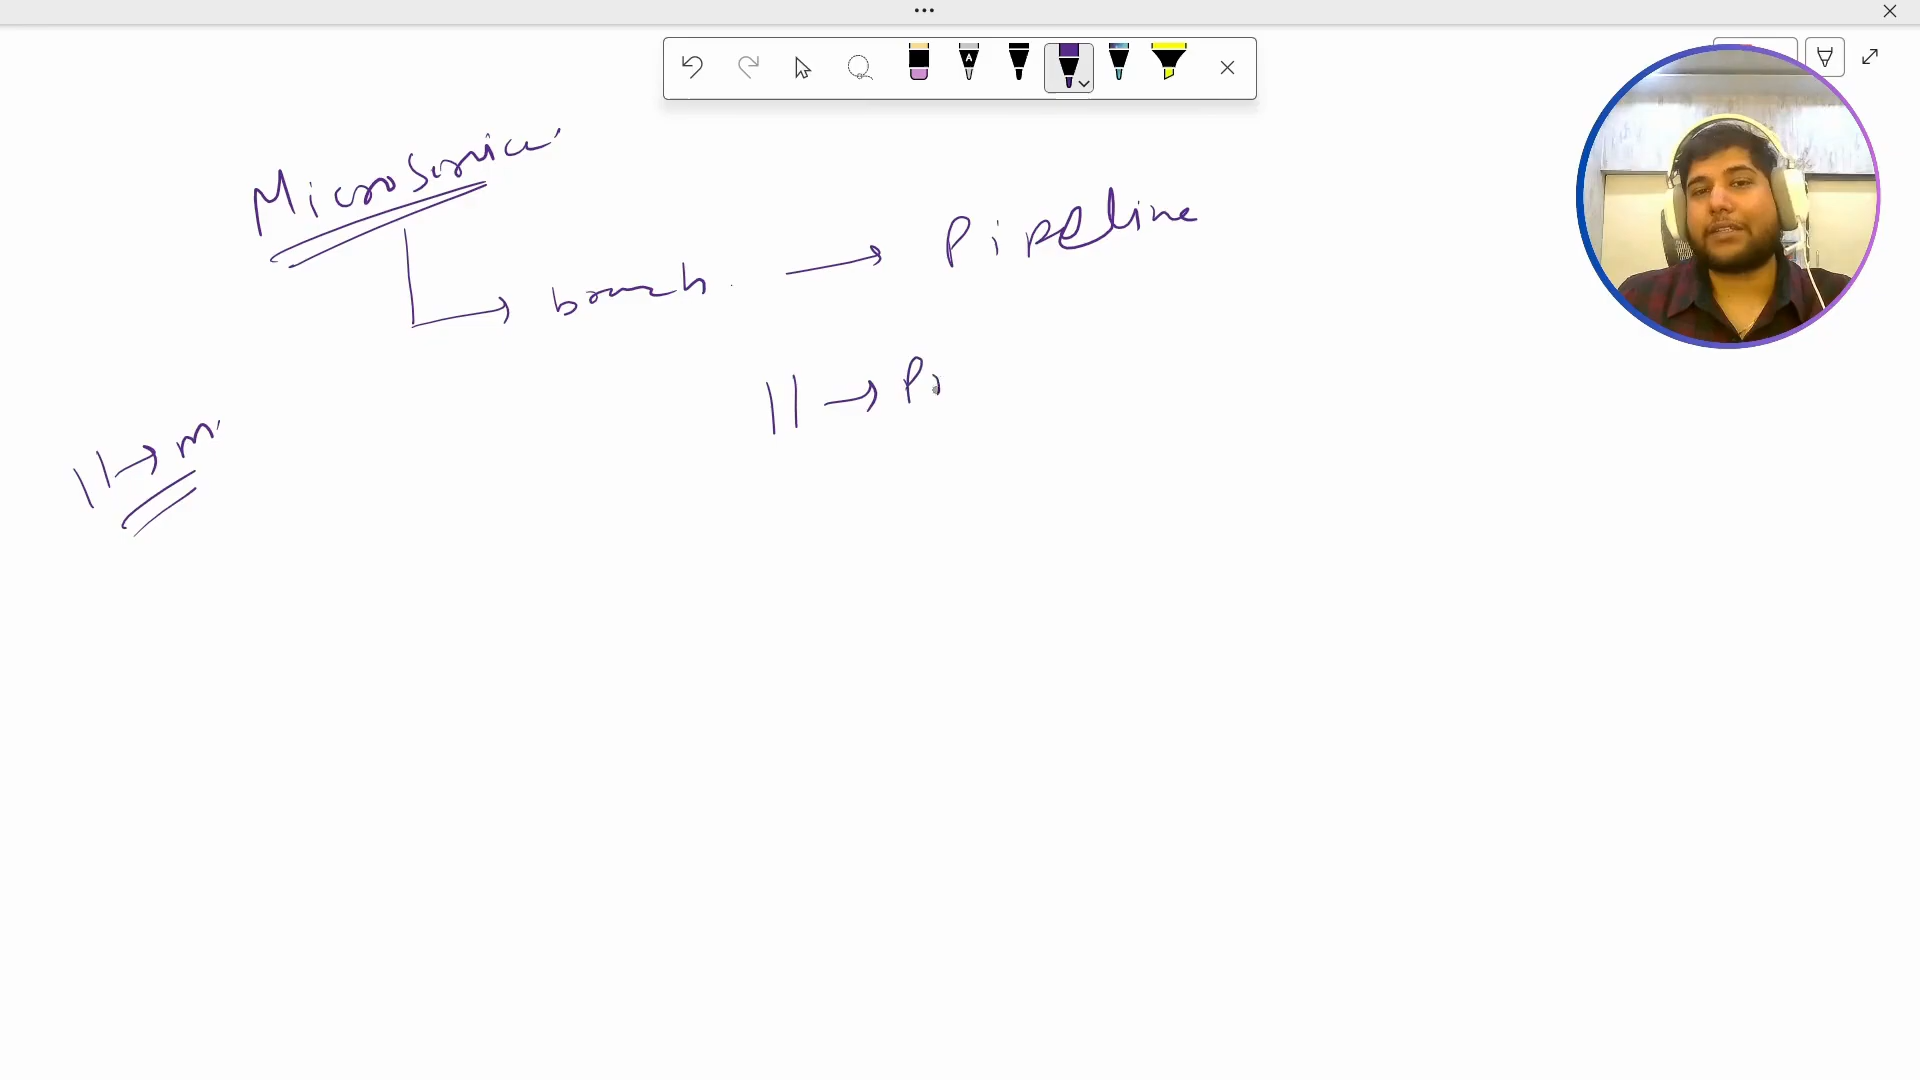 MicroService
branch → Pipeline
11 → Pi
11 → m
A